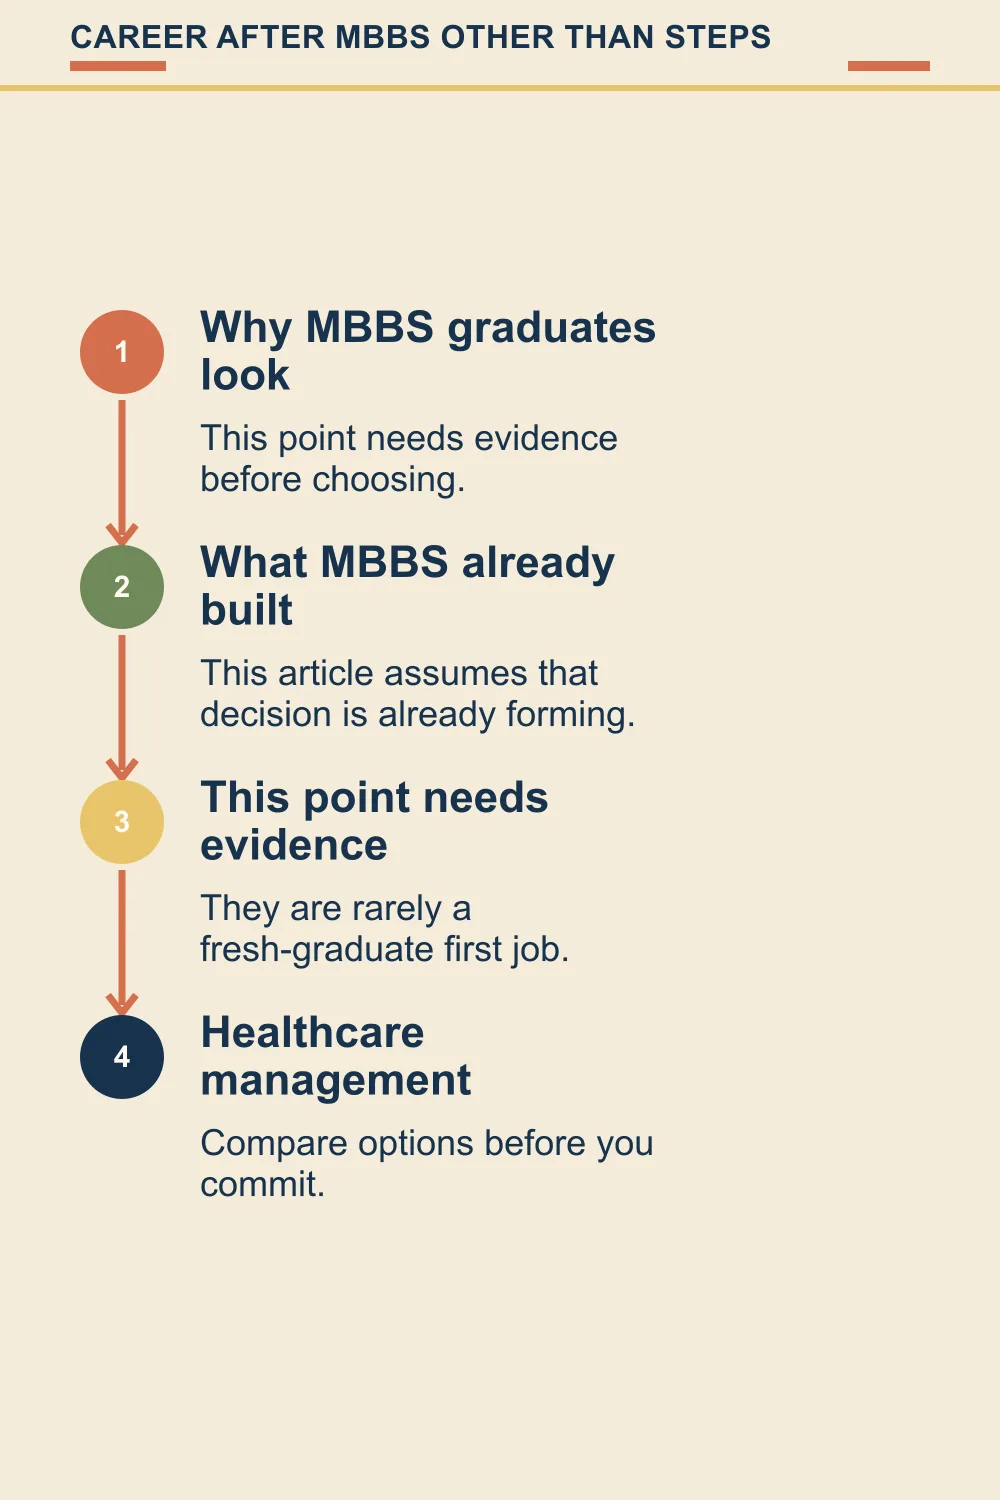 CAREER AFTER MBBS OTHER THAN STEPS
1
Why MBBS graduates
look
This point needs evidence
before choosing.
2
What MBBS already
built
This article assumes that
decision is already forming.
3
This point needs
evidence
They are rarely a
fresh-graduate first job.
4
Healthcare
management
Compare options before you
commit.